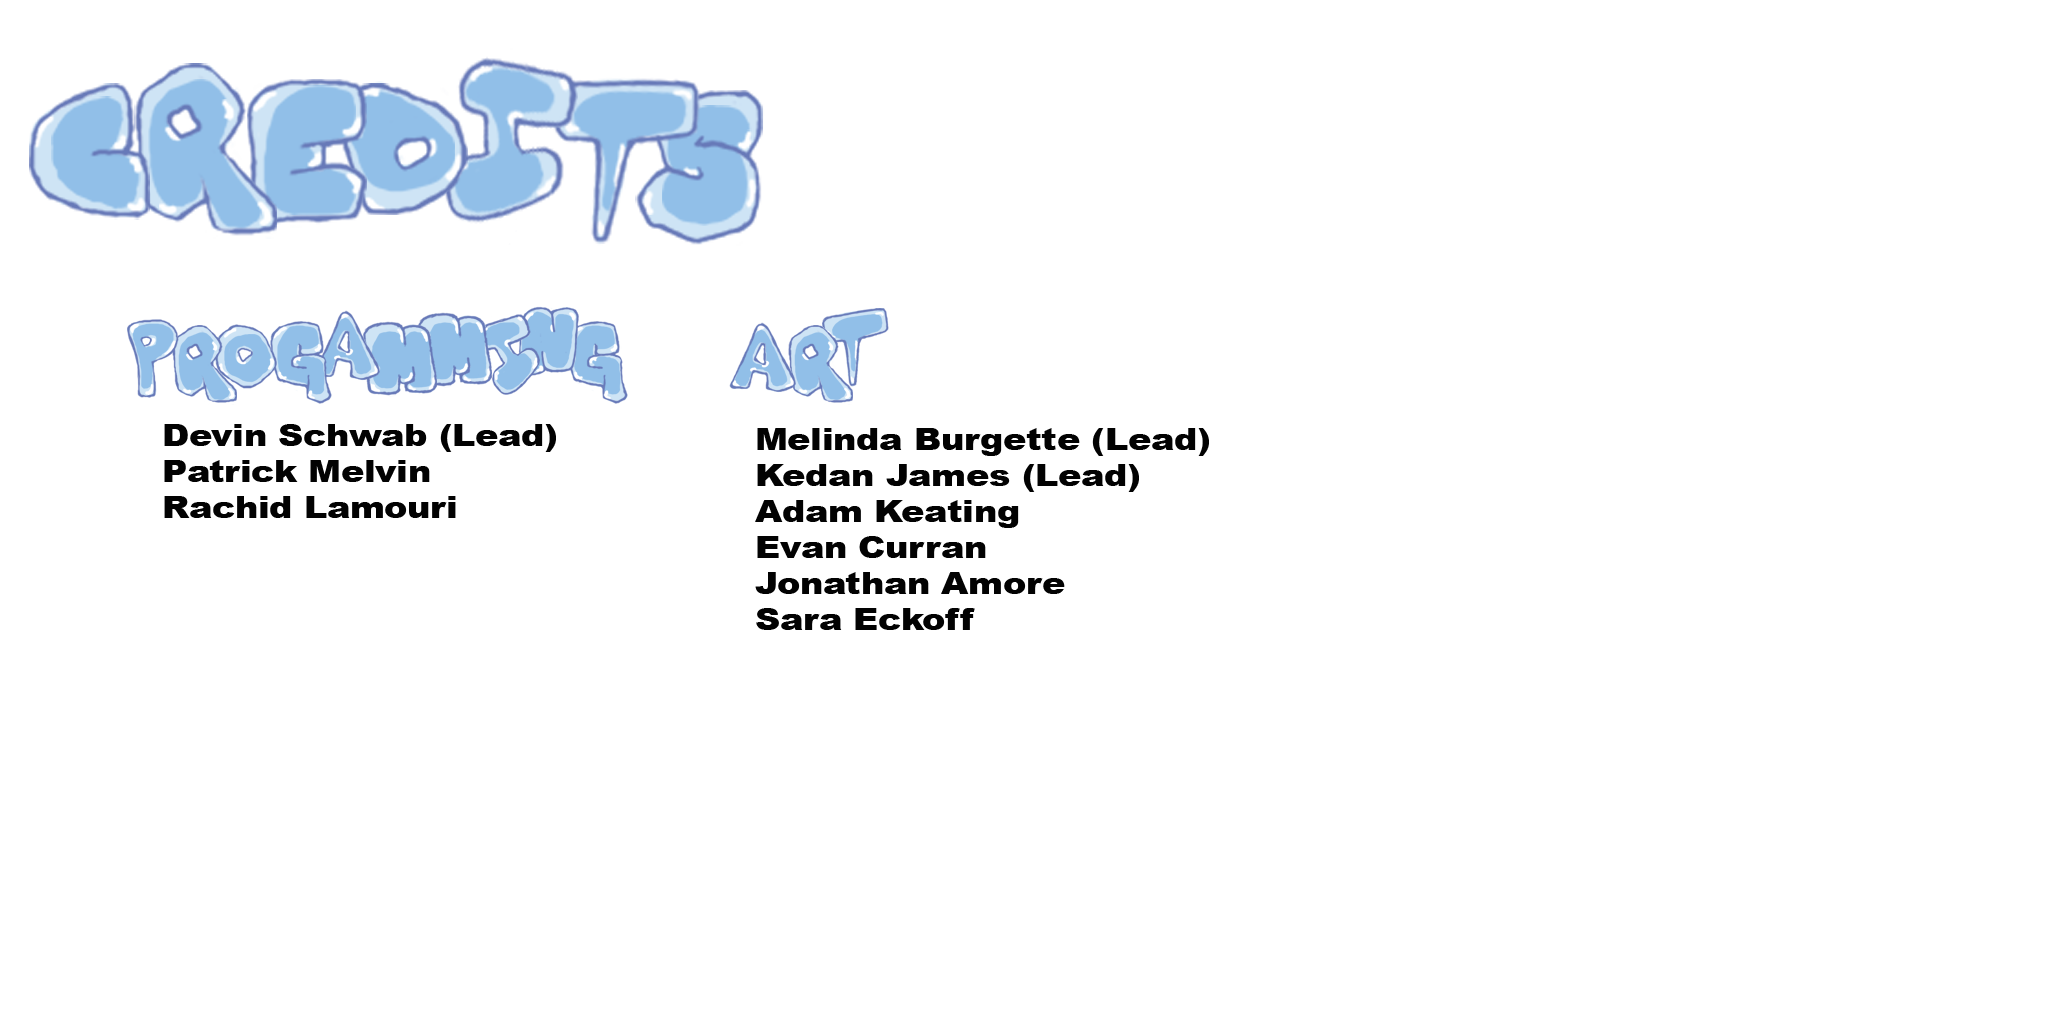 CREDITS
PROGAMMING
Devin Schwab (Lead)
Patrick Melvin
Rachid Lamouri
ART
Melinda Burgette (Lead)
Kedan James (Lead)
Adam Keating
Evan Curran
Jonathan Amore
Sara Eckoff